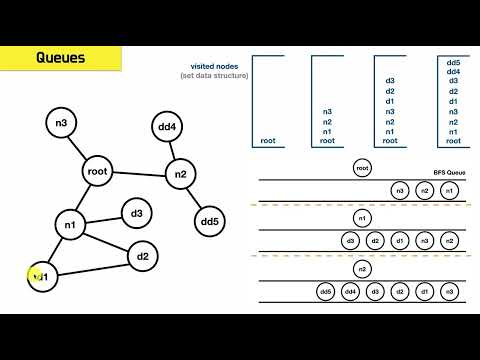 Queues
visited nodes
(set data structure)
root
n3
n2
n1
root
d3
d2
d1
n3
n2
n1
root
dd5
dd4
d3
d2
d1
n3
n2
n1
root
n3
dd4
root
n2
n1
d3
dd5
d2
d1
root
BFS Queue
n3 n2 n1
n1
d3 d2 d1 n3 n2
n2
dd5 dd4 d3 d2 d1 n3